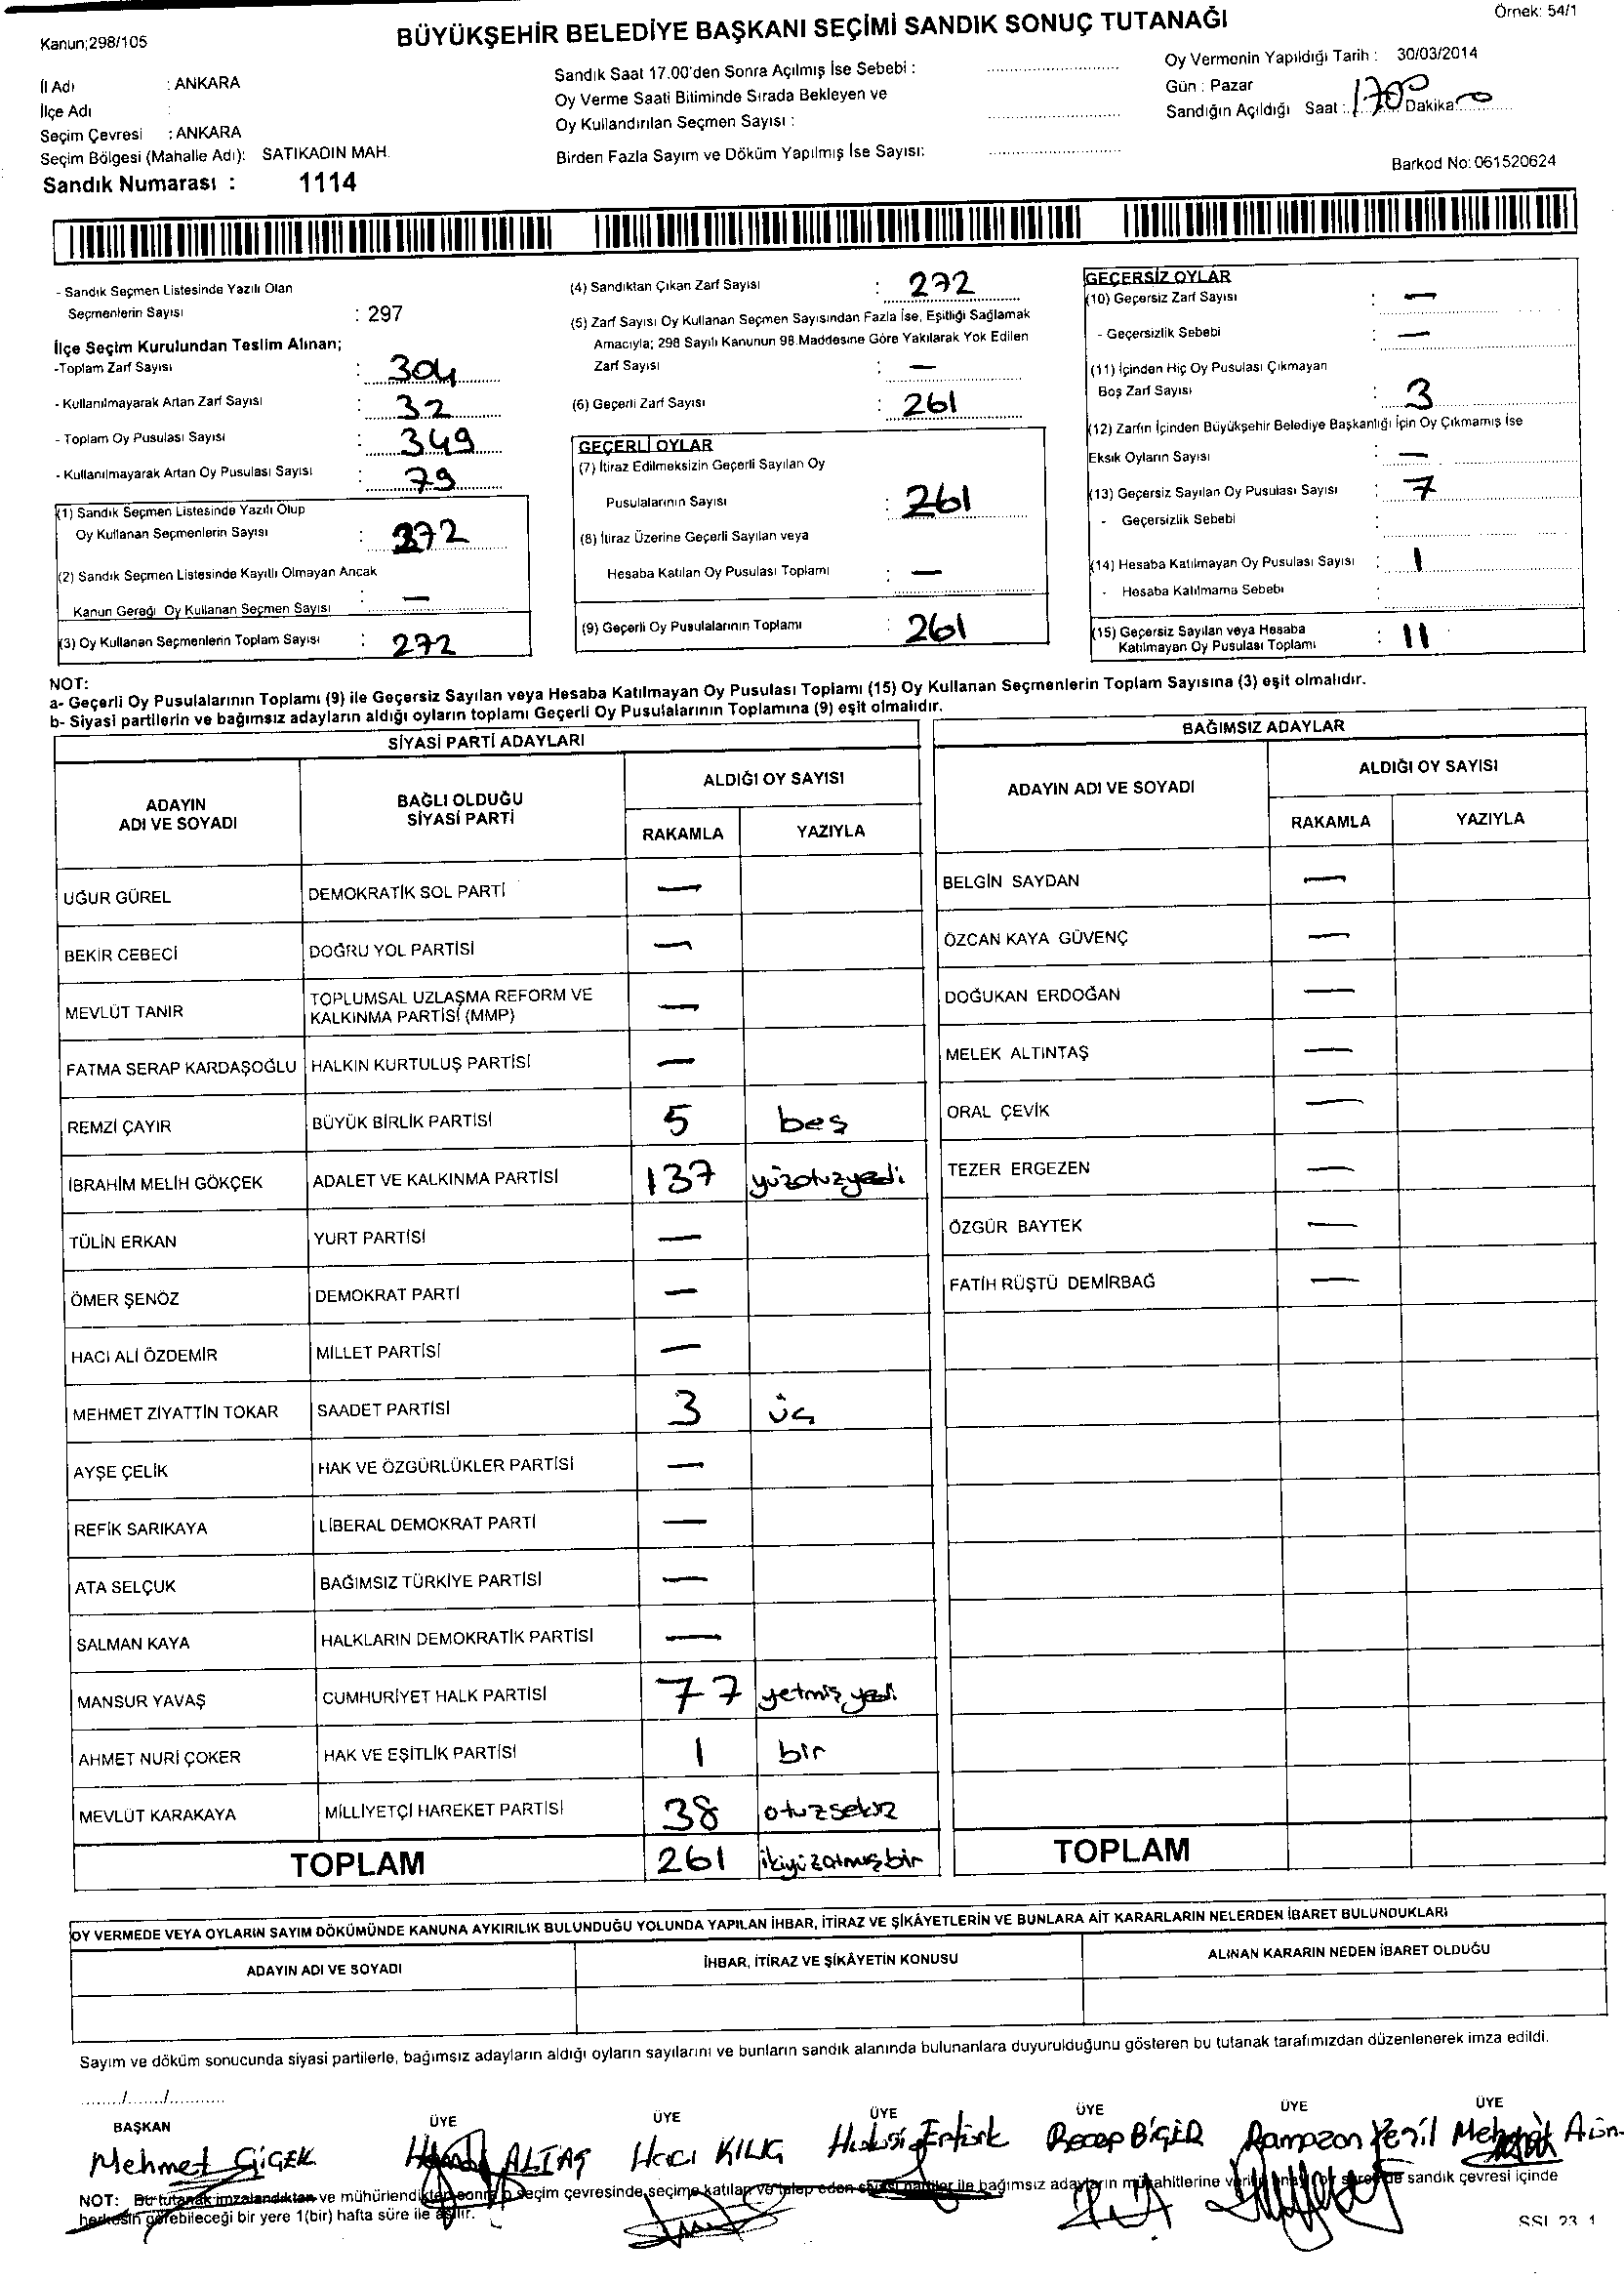 Örnek: 54/1
Kanun;298/105
BÜYÜKŞEHİR BELEDİYE BAŞKANI SEÇİMİ SANDIK SONUÇ TUTANAĞI
İl Adı : ANKARA
İlçe Adı :
Seçim Çevresi : ANKARA
Seçim Bölgesi (Mahalle Adı): SATIKADIN MAH.
Sandık Numarası : 1114
Sandık Saat 17.00'den Sonra Açılmış İse Sebebi :
Oy Verme Saati Bitiminde Sırada Bekleyen ve
Oy Kullandırılan Seçmen Sayısı :
Birden Fazla Sayım ve Döküm Yapılmış İse Sayısı:
Oy Vermenin Yapıldığı Tarih : 30/03/2014
Gün : Pazar
Sandığın Açıldığı Saat : 1700 Dakika
Barkod No: 061520624
- Sandık Seçmen Listesinde Yazılı Olan
Seçmenlerin Sayısı : 297
İlçe Seçim Kurulundan Teslim Alınan;
-Toplam Zarf Sayısı : 304
- Kullanılmayarak Artan Zarf Sayısı : 32
- Toplam Oy Pusulası Sayısı : 349
- Kullanılmayarak Artan Oy Pusulası Sayısı : 79
(1) Sandık Seçmen Listesinde Yazılı Olup
Oy Kullanan Seçmenlerin Sayısı : 272
(2) Sandık Seçmen Listesinde Kayıtlı Olmayan Ancak
Kanun Gereği Oy Kullanan Seçmen Sayısı : —
(3) Oy Kullanan Seçmenlerin Toplam Sayısı : 272
(4) Sandıktan Çıkan Zarf Sayısı : 272
(5) Zarf Sayısı Oy Kullanan Seçmen Sayısından Fazla İse, Eşitliği Sağlamak
Amacıyla; 298 Sayılı Kanunun 98.Maddesine Göre Yakılarak Yok Edilen
Zarf Sayısı : —
(6) Geçerli Zarf Sayısı : 261
GEÇERLİ OYLAR
(7) İtiraz Edilmeksizin Geçerli Sayılan Oy
Pusulalarının Sayısı : 261
(8) İtiraz Üzerine Geçerli Sayılan veya
Hesaba Katılan Oy Pusulası Toplamı : —
(9) Geçerli Oy Pusulalarının Toplamı : 261
GEÇERSİZ OYLAR
(10) Geçersiz Zarf Sayısı : —
- Geçersizlik Sebebi : —
(11) İçinden Hiç Oy Pusulası Çıkmayan
Boş Zarf Sayısı : 3
(12) Zarfın İçinden Büyükşehir Belediye Başkanlığı İçin Oy Çıkmamış İse
Eksik Oyların Sayısı : —
(13) Geçersiz Sayılan Oy Pusulası Sayısı : 7
- Geçersizlik Sebebi :
(14) Hesaba Katılmayan Oy Pusulası Sayısı : 1
- Hesaba Katılmama Sebebi :
(15) Geçersiz Sayılan veya Hesaba
Katılmayan Oy Pusulası Toplamı : 11
NOT:
a- Geçerli Oy Pusulalarının Toplamı (9) ile Geçersiz Sayılan veya Hesaba Katılmayan Oy Pusulası Toplamı (15) Oy Kullanan Seçmenlerin Toplam Sayısına (3) eşit olmalıdır.
b- Siyasi partilerin ve bağımsız adayların aldığı oyların toplamı Geçerli Oy Pusulalarının Toplamına (9) eşit olmalıdır.
SİYASİ PARTİ ADAYLARI
ADAYIN ADI VE SOYADI BAĞLI OLDUĞU SİYASİ PARTİ ALDIĞI OY SAYISI
RAKAMLA YAZIYLA
UĞUR GÜREL DEMOKRATİK SOL PARTİ —
BEKİR CEBECİ DOĞRU YOL PARTİSİ —
MEVLÜT TANIR TOPLUMSAL UZLAŞMA REFORM VE KALKINMA PARTİSİ (MMP) —
FATMA SERAP KARDAŞOĞLU HALKIN KURTULUŞ PARTİSİ —
REMZİ ÇAYIR BÜYÜK BİRLİK PARTİSİ 5 beş
İBRAHİM MELİH GÖKÇEK ADALET VE KALKINMA PARTİSİ 137 yüzotuzyedi
TÜLİN ERKAN YURT PARTİSİ —
ÖMER ŞENÖZ DEMOKRAT PARTİ —
HACI ALİ ÖZDEMİR MİLLET PARTİSİ —
MEHMET ZİYATTİN TOKAR SAADET PARTİSİ 3 üç
AYŞE ÇELİK HAK VE ÖZGÜRLÜKLER PARTİSİ —
REFİK SARIKAYA LİBERAL DEMOKRAT PARTİ —
ATA SELÇUK BAĞIMSIZ TÜRKİYE PARTİSİ —
SALMAN KAYA HALKLARIN DEMOKRATİK PARTİSİ —
MANSUR YAVAŞ CUMHURİYET HALK PARTİSİ 77 yetmiş yedi
AHMET NURİ ÇOKER HAK VE EŞİTLİK PARTİSİ 1 bir
MEVLÜT KARAKAYA MİLLİYETÇİ HAREKET PARTİSİ 38 otuzsekiz
TOPLAM 261 ikiyüzatmışbir
BAĞIMSIZ ADAYLAR
ADAYIN ADI VE SOYADI ALDIĞI OY SAYISI
RAKAMLA YAZIYLA
BELGİN SAYDAN —
ÖZCAN KAYA GÜVENÇ —
DOĞUKAN ERDOĞAN —
MELEK ALTINTAŞ —
ORAL ÇEVİK —
TEZER ERGEZEN —
ÖZGÜR BAYTEK —
FATİH RÜŞTÜ DEMİRBAĞ —
TOPLAM
OY VERMEDE VEYA OYLARIN SAYIM DÖKÜMÜNDE KANUNA AYKIRILIK BULUNDUĞU YOLUNDA YAPILAN İHBAR, İTİRAZ VE ŞİKÂYETLERİN VE BUNLARA AİT KARARLARIN NELERDEN İBARET BULUNDUKLARI
ADAYIN ADI VE SOYADI İHBAR, İTİRAZ VE ŞİKÂYETİN KONUSU ALINAN KARARIN NEDEN İBARET OLDUĞU
Sayım ve döküm sonucunda siyasi partilerle, bağımsız adayların aldığı oyların sayılarını ve bunların sandık alanında bulunanlara duyurulduğunu gösteren bu tutanak tarafımızdan düzenlenerek imza edildi.
......./......./...........
BAŞKAN ÜYE ÜYE ÜYE ÜYE ÜYE ÜYE
Mehmet ÇİÇEK ALTAŞ Hacı KILIÇ Hulusi Ertürk Recep BİÇER Ramazan Yeşil Mehmet
NOT: Bu tutanak imzalandıktan ve mühürlendikten sonra o seçim çevresinde seçime katılan ve talep eden siyasi partiler ile bağımsız adayların müşahitlerine sandık çevresi içinde
herkesin görebileceği bir yere 1(bir) hafta süre ile asılır.
SSI 23 1